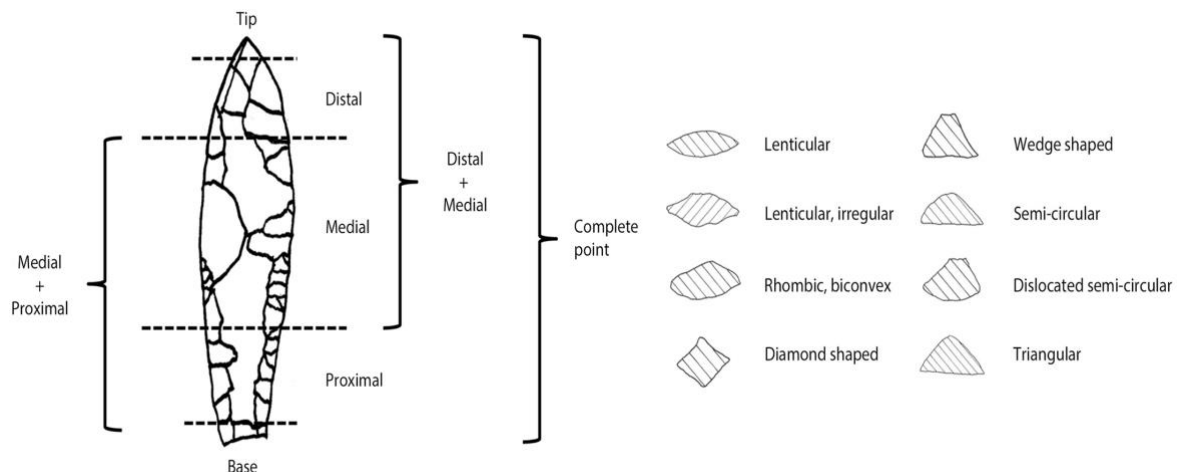 Tip
Distal
Medial
Proximal
Base
Medial
+
Proximal
Distal
+
Medial
Complete
point
Lenticular
Lenticular, irregular
Rhombic, biconvex
Diamond shaped
Wedge shaped
Semi-circular
Dislocated semi-circular
Triangular